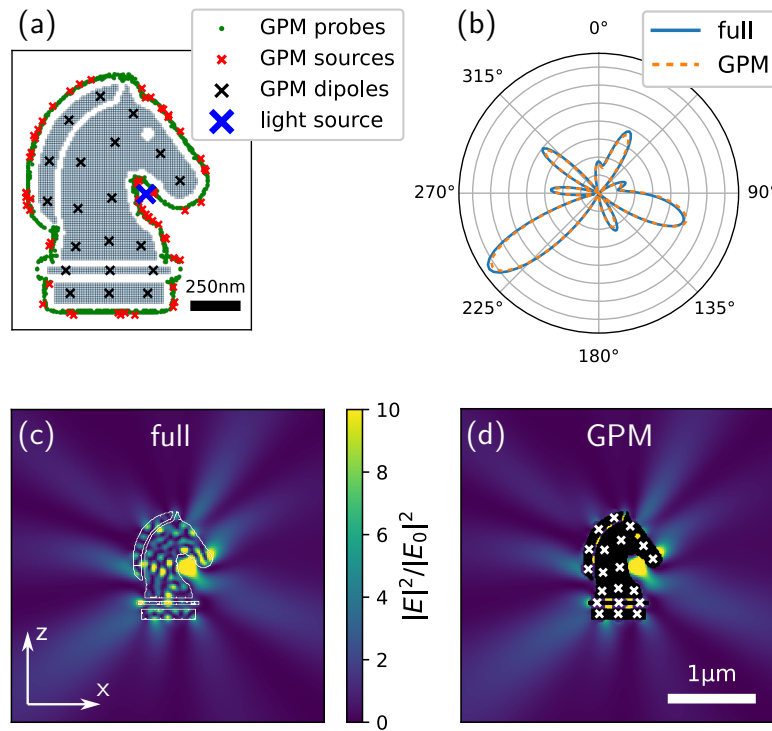 (a)
GPM probes
GPM sources
GPM dipoles
light source
250nm
(b)
full
GPM
0°
315°
270°
90°
225°
135°
180°
(c)
full
10
8
6
4
2
0
|E|²/|E₀|²
z
x
(d)
GPM
1μm